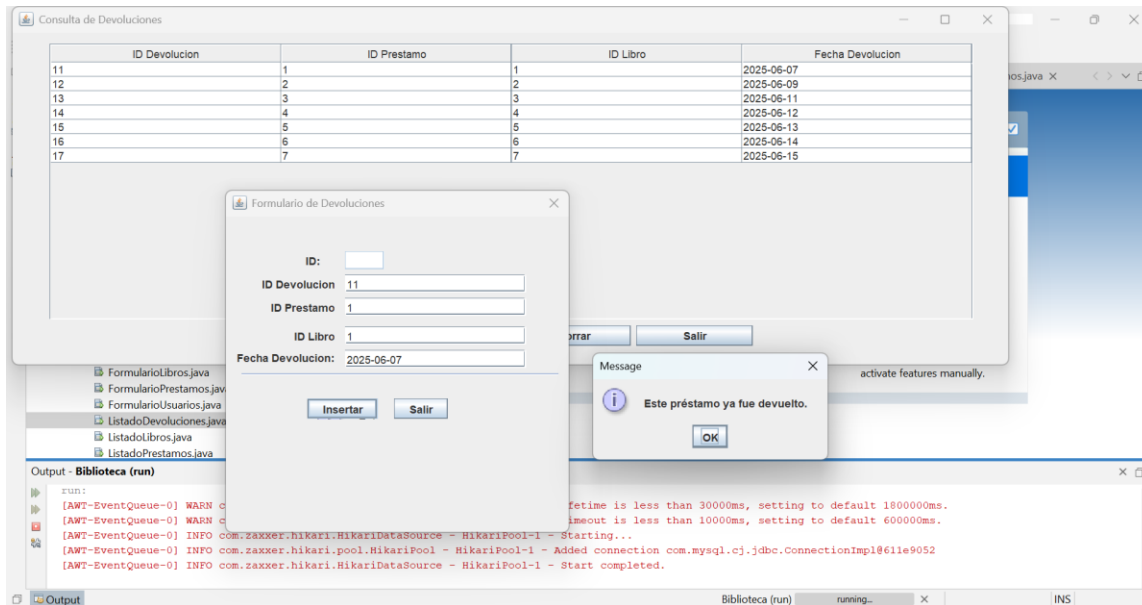 Consulta de Devoluciones
ID Devolucion ID Prestamo ID Libro Fecha Devolucion
11 1 1 2025-06-07
12 2 2 2025-06-09
13 3 3 2025-06-11
14 4 4 2025-06-12
15 5 5 2025-06-13
16 6 6 2025-06-14
17 7 7 2025-06-15
Salir
Formulario de Devoluciones
ID:
ID Devolucion 11
ID Prestamo 1
ID Libro 1
Fecha Devolucion: 2025-06-07
Insertar Salir
Message
Este préstamo ya fue devuelto.
OK
activate features manually.
FormularioLibros.java
FormularioPrestamos.jav
FormularioUsuarios.java
ListadoDevoluciones.java
ListadoLibros.java
ListadoPrestamos.java
Output - Biblioteca (run)
run:
[AWT-EventQueue-0] WARN c fetime is less than 30000ms, setting to default 1800000ms.
[AWT-EventQueue-0] WARN c imeout is less than 10000ms, setting to default 600000ms.
[AWT-EventQueue-0] INFO com.zaxxer.hikari.HikariDataSource - HikariPool-1 - Starting...
[AWT-EventQueue-0] INFO com.zaxxer.hikari.pool.HikariPool - HikariPool-1 - Added connection com.mysql.cj.jdbc.ConnectionImpl@611e9052
[AWT-EventQueue-0] INFO com.zaxxer.hikari.HikariDataSource - HikariPool-1 - Start completed.
Output Biblioteca (run) running... INS